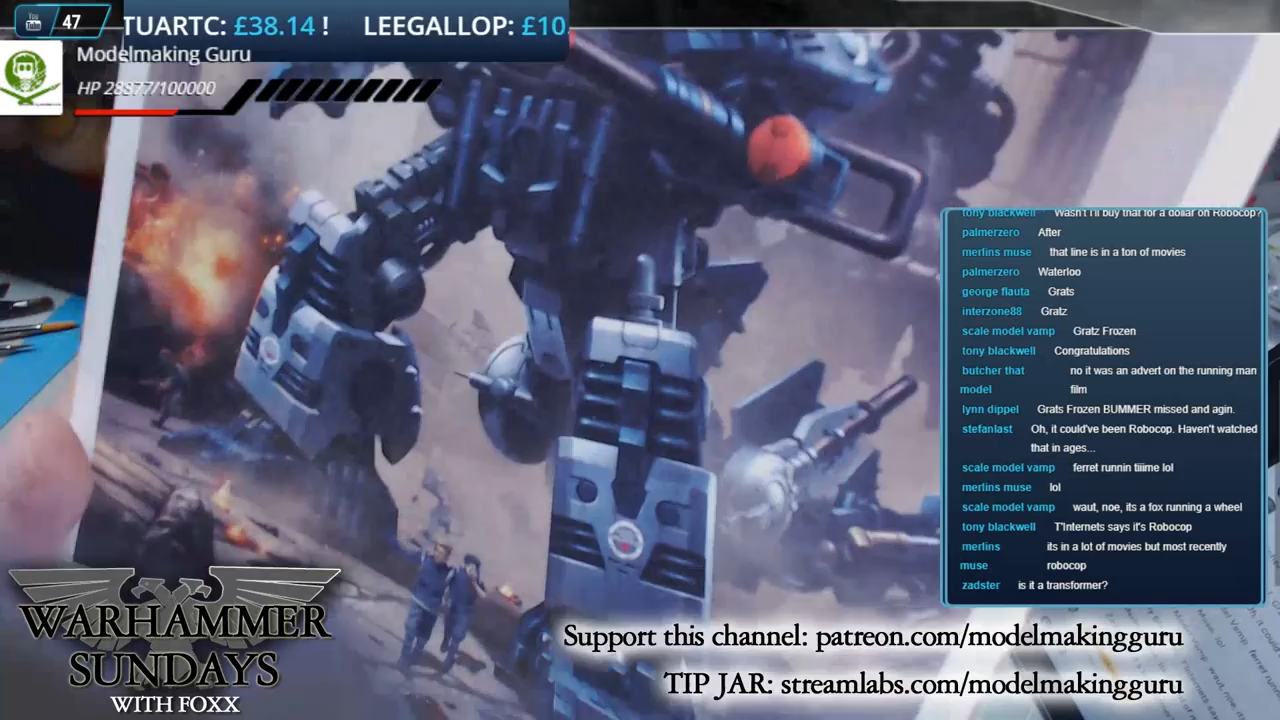 47
TUARTC: £38.14 ! LEEGALLOP: £10
Modelmaking Guru
HP 28877/100000
tony blackwell Wasn't I'll buy that for a dollar on Robocop?
palmerzero After
merlins muse that line is in a ton of movies
palmerzero Waterloo
george flauta Grats
interzone88 Gratz
scale model vamp Gratz Frozen
tony blackwell Congratulations
butcher that no it was an advert on the running man
model film
lynn dippel Grats Frozen BUMMER missed and agin.
stefanlast Oh, it could've been Robocop. Haven't watched
that in ages...
scale model vamp ferret runnin tiiime lol
merlins muse lol
scale model vamp waut, noe, its a fox running a wheel
tony blackwell T'Internets says it's Robocop
merlins its in a lot of movies but most recently
muse robocop
zadster is it a transformer?
WARHAMMER
SUNDAYS
WITH FOXX
Support this channel: patreon.com/modelmakingguru
TIP JAR: streamlabs.com/modelmakingguru